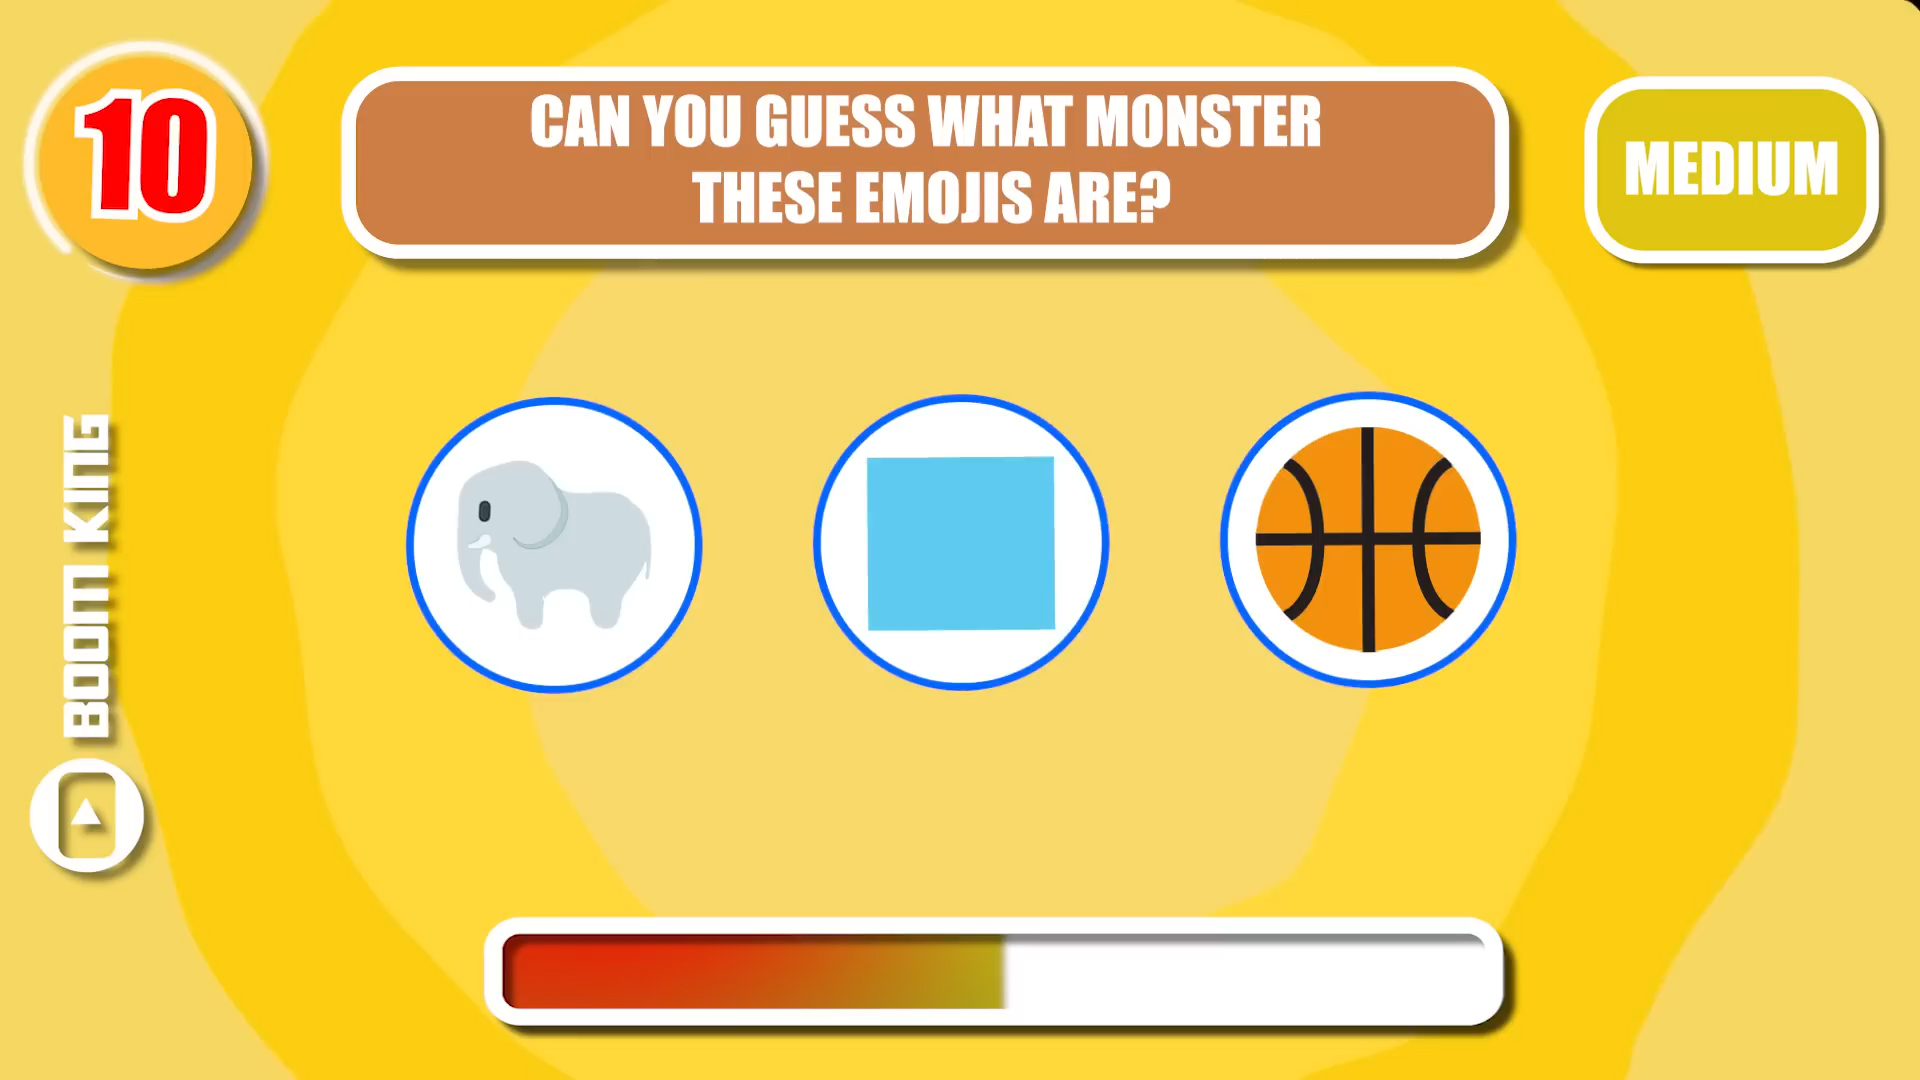 10
CAN YOU GUESS WHAT MONSTER
THESE EMOJIS ARE?
MEDIUM
BOOM KING